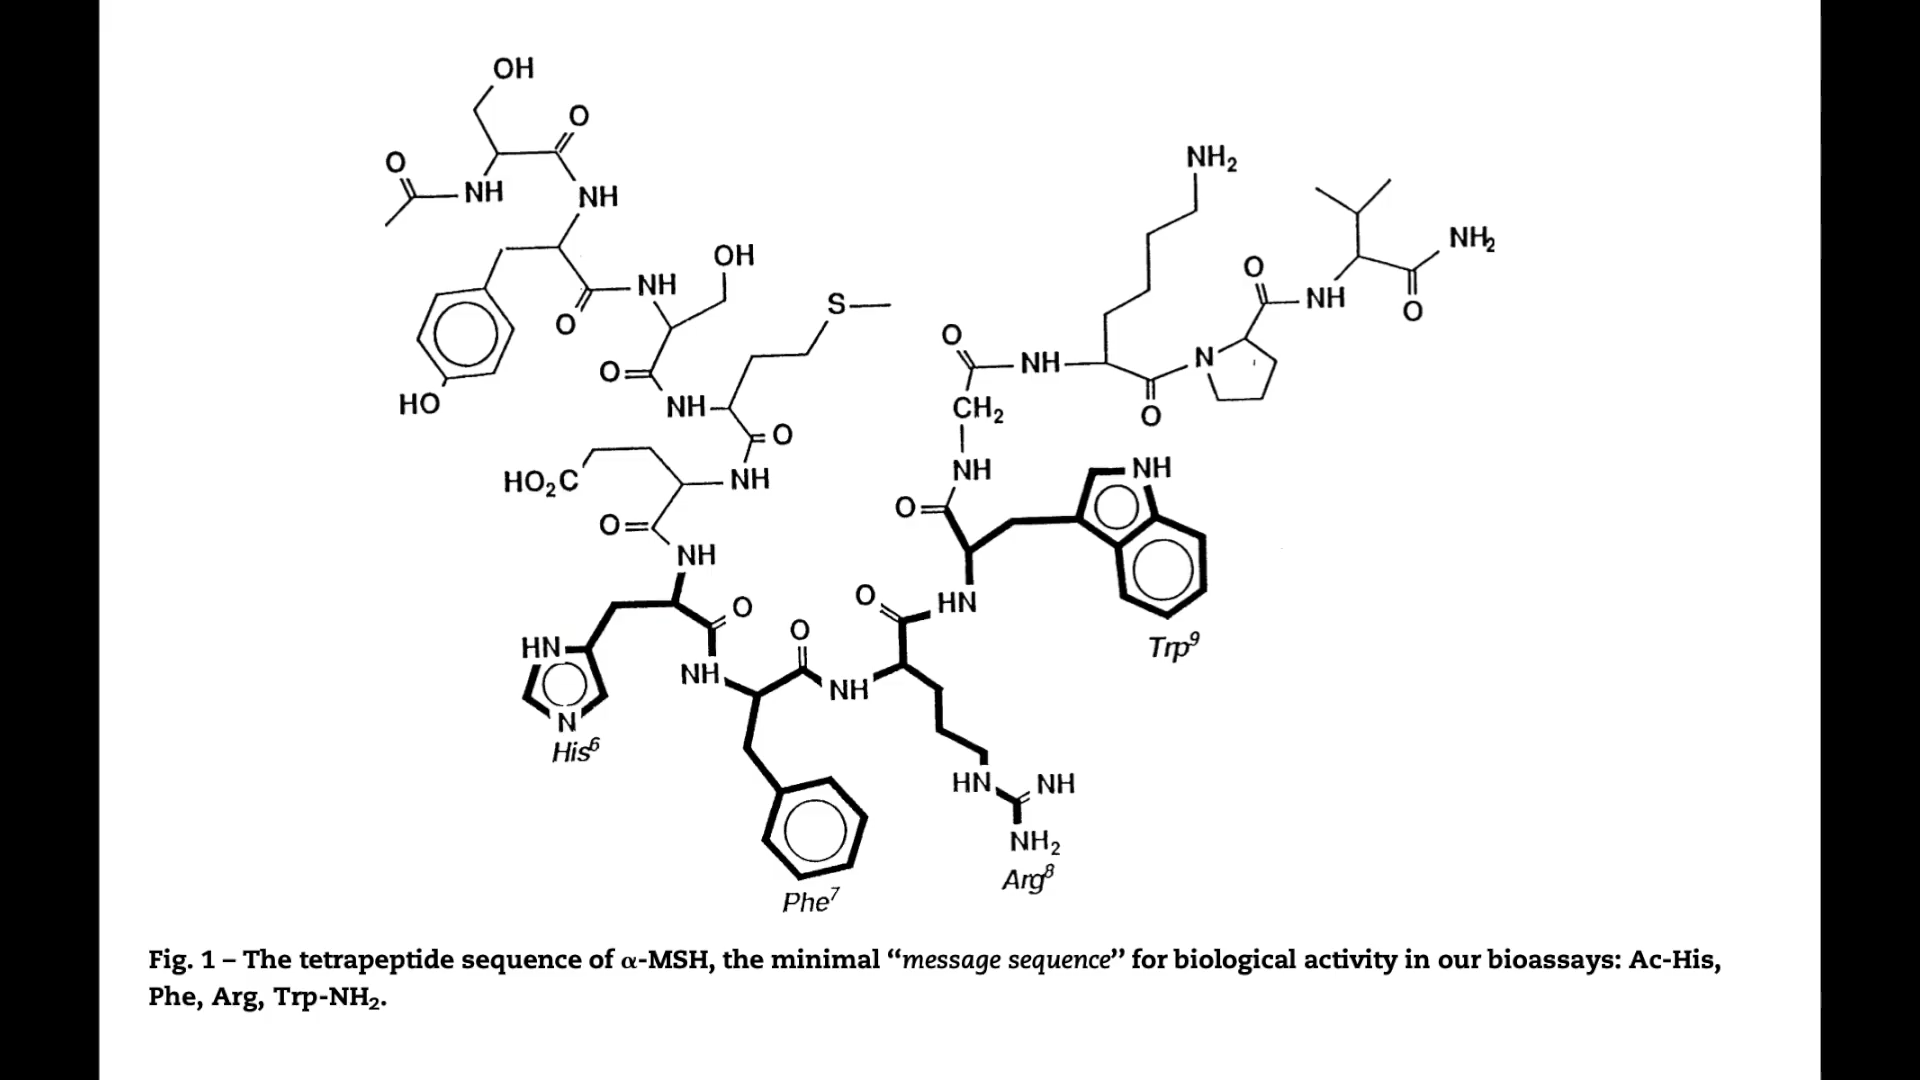 OH
O
O
NH
NH
OH
NH
O
HO
S
O
NH
O
HO₂C
NH
O
NH
O
HN
N
His⁶
NH
O
NH
Phe⁷
O
HN
HN
NH
NH₂
Arg⁸
O
NH
CH₂
O
NH
NH
Trp⁹
NH₂
O
N
O
NH
NH₂
O
Fig. 1 – The tetrapeptide sequence of α-MSH, the minimal “message sequence” for biological activity in our bioassays: Ac-His,
Phe, Arg, Trp-NH₂.